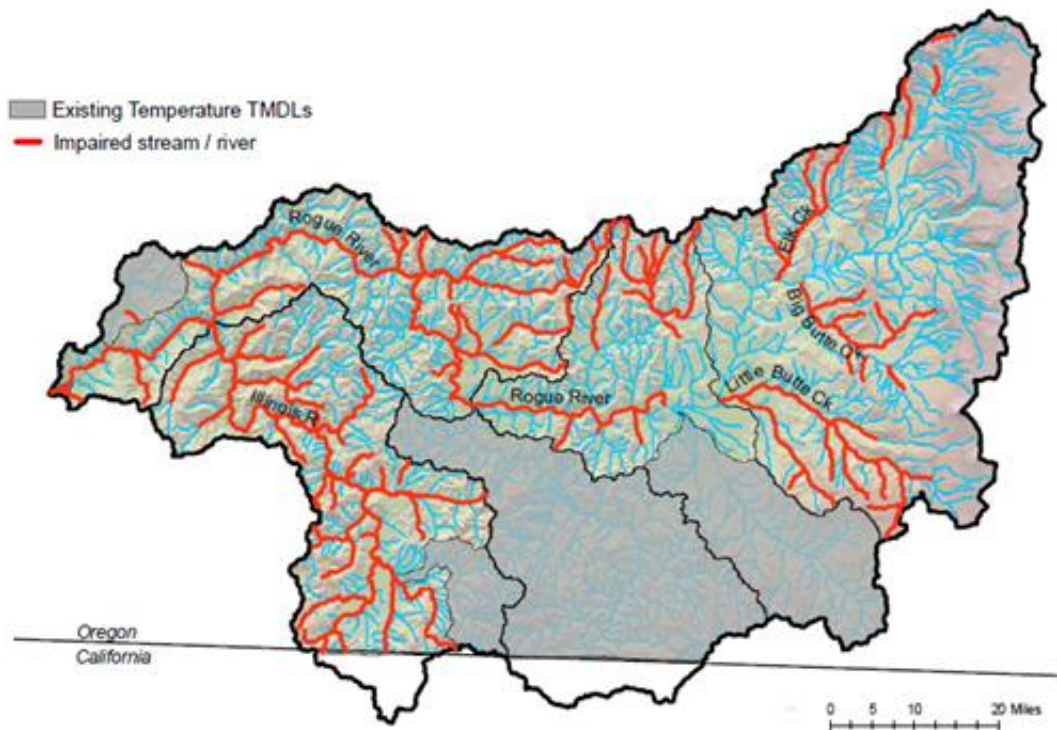 Existing Temperature TMDLs
Impaired stream / river
Rogue River
Elk Ck
Big Butte Ck
Little Butte Ck
Rogue River
Illinois R
Oregon
California
0 5 10 20 Miles